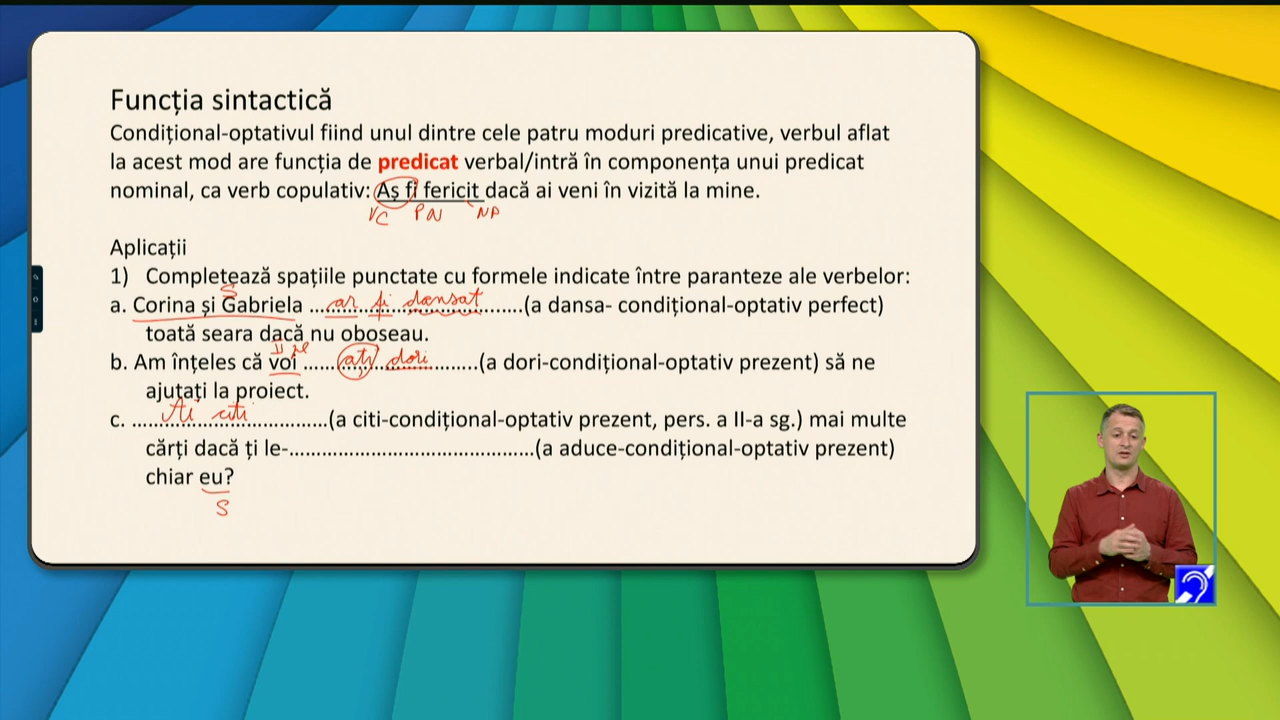 Funcția sintactică
Condițional-optativul fiind unul dintre cele patru moduri predicative, verbul aflat
la acest mod are funcția de predicat verbal/intră în componența unui predicat
nominal, ca verb copulativ: Aș fi fericit dacă ai veni în vizită la mine.
VC PN NP
Aplicații
1) Completează spațiile punctate cu formele indicate între paranteze ale verbelor:
S
a. Corina și Gabriela ...ar fi dansat...(a dansa- condițional-optativ perfect)
toată seara dacă nu oboseau.
II
b. Am înțeles că voi ...ați dori...(a dori-condițional-optativ prezent) să ne
ajutați la proiect.
c. ...Ai citi...(a citi-condițional-optativ prezent, pers. a II-a sg.) mai multe
cărți dacă ți le-...(a aduce-condițional-optativ prezent)
chiar eu?
S